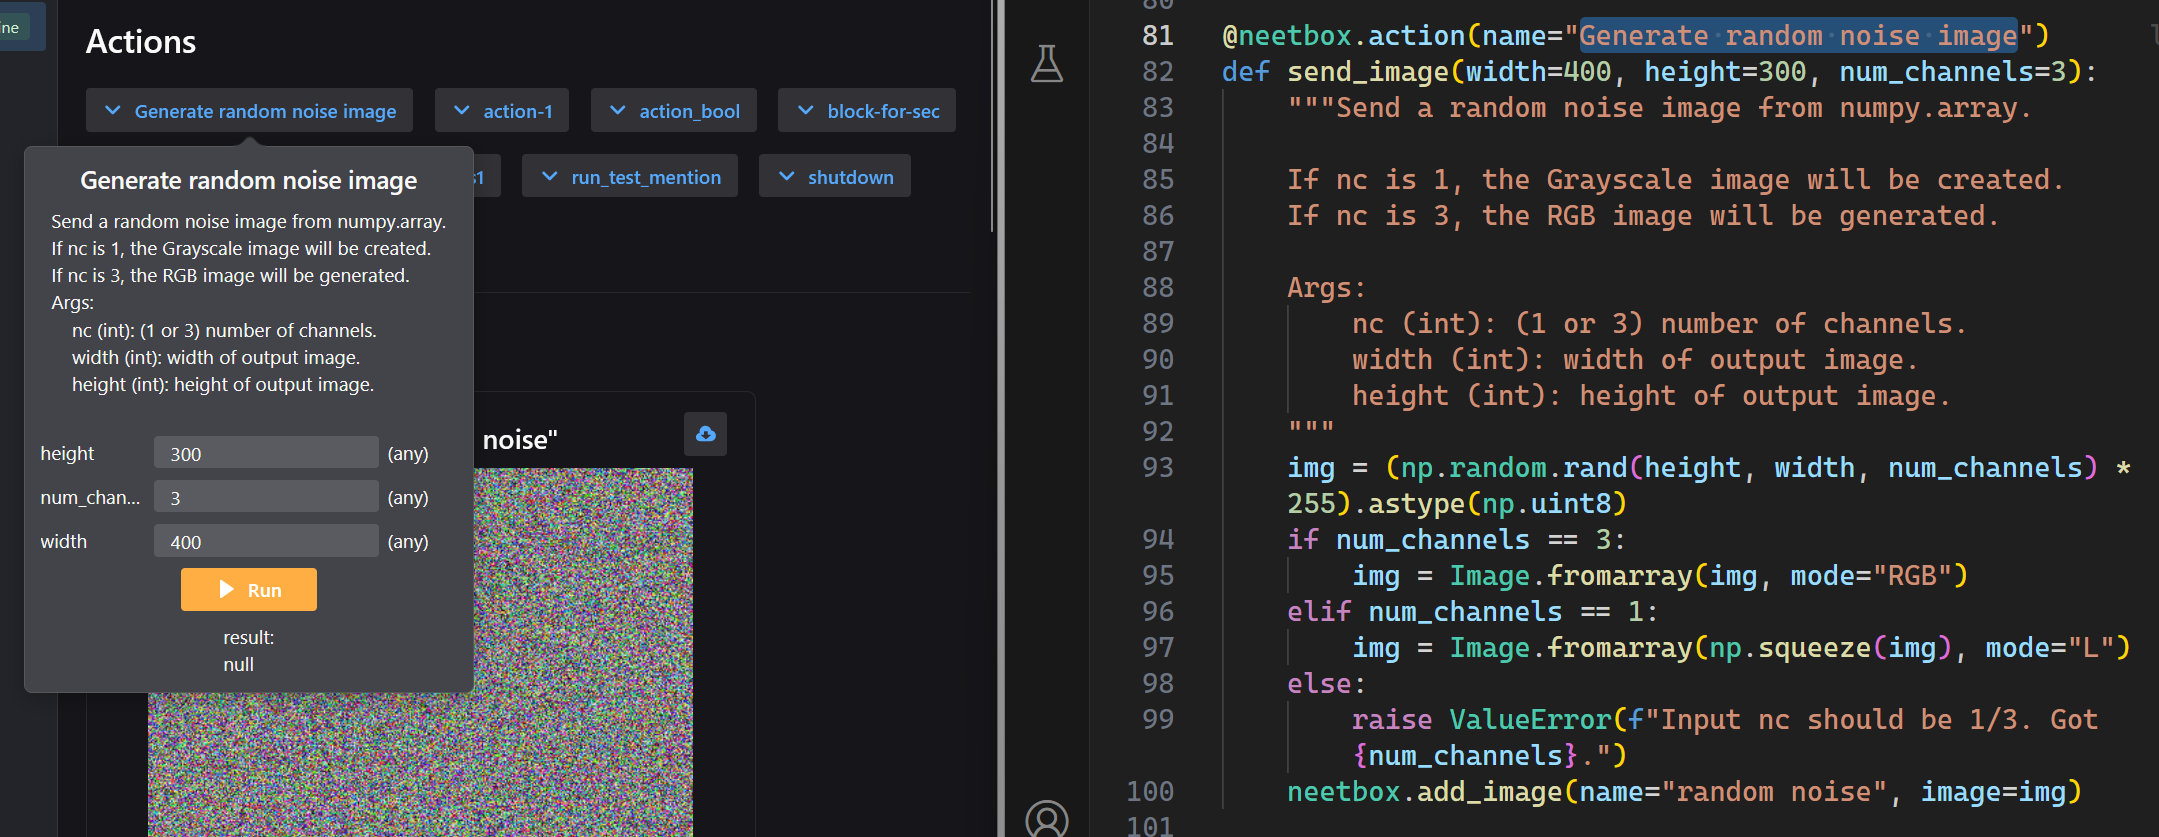 ine
Actions
Generate random noise image
action-1
action_bool
block-for-sec
s1
run_test_mention
shutdown
Generate random noise image
Send a random noise image from numpy.array.
If nc is 1, the Grayscale image will be created.
If nc is 3, the RGB image will be generated.
Args:
nc (int): (1 or 3) number of channels.
width (int): width of output image.
height (int): height of output image.
height 300 (any)
num_chan... 3 (any)
width 400 (any)
Run
result:
null
noise"
80
81 @neetbox.action(name="Generate random noise image")
82 def send_image(width=400, height=300, num_channels=3):
83 """Send a random noise image from numpy.array.
84
85 If nc is 1, the Grayscale image will be created.
86 If nc is 3, the RGB image will be generated.
87
88 Args:
89 nc (int): (1 or 3) number of channels.
90 width (int): width of output image.
91 height (int): height of output image.
92 """
93 img = (np.random.rand(height, width, num_channels) *
255).astype(np.uint8)
94 if num_channels == 3:
95 img = Image.fromarray(img, mode="RGB")
96 elif num_channels == 1:
97 img = Image.fromarray(np.squeeze(img), mode="L")
98 else:
99 raise ValueError(f"Input nc should be 1/3. Got
{num_channels}.")
100 neetbox.add_image(name="random noise", image=img)
101